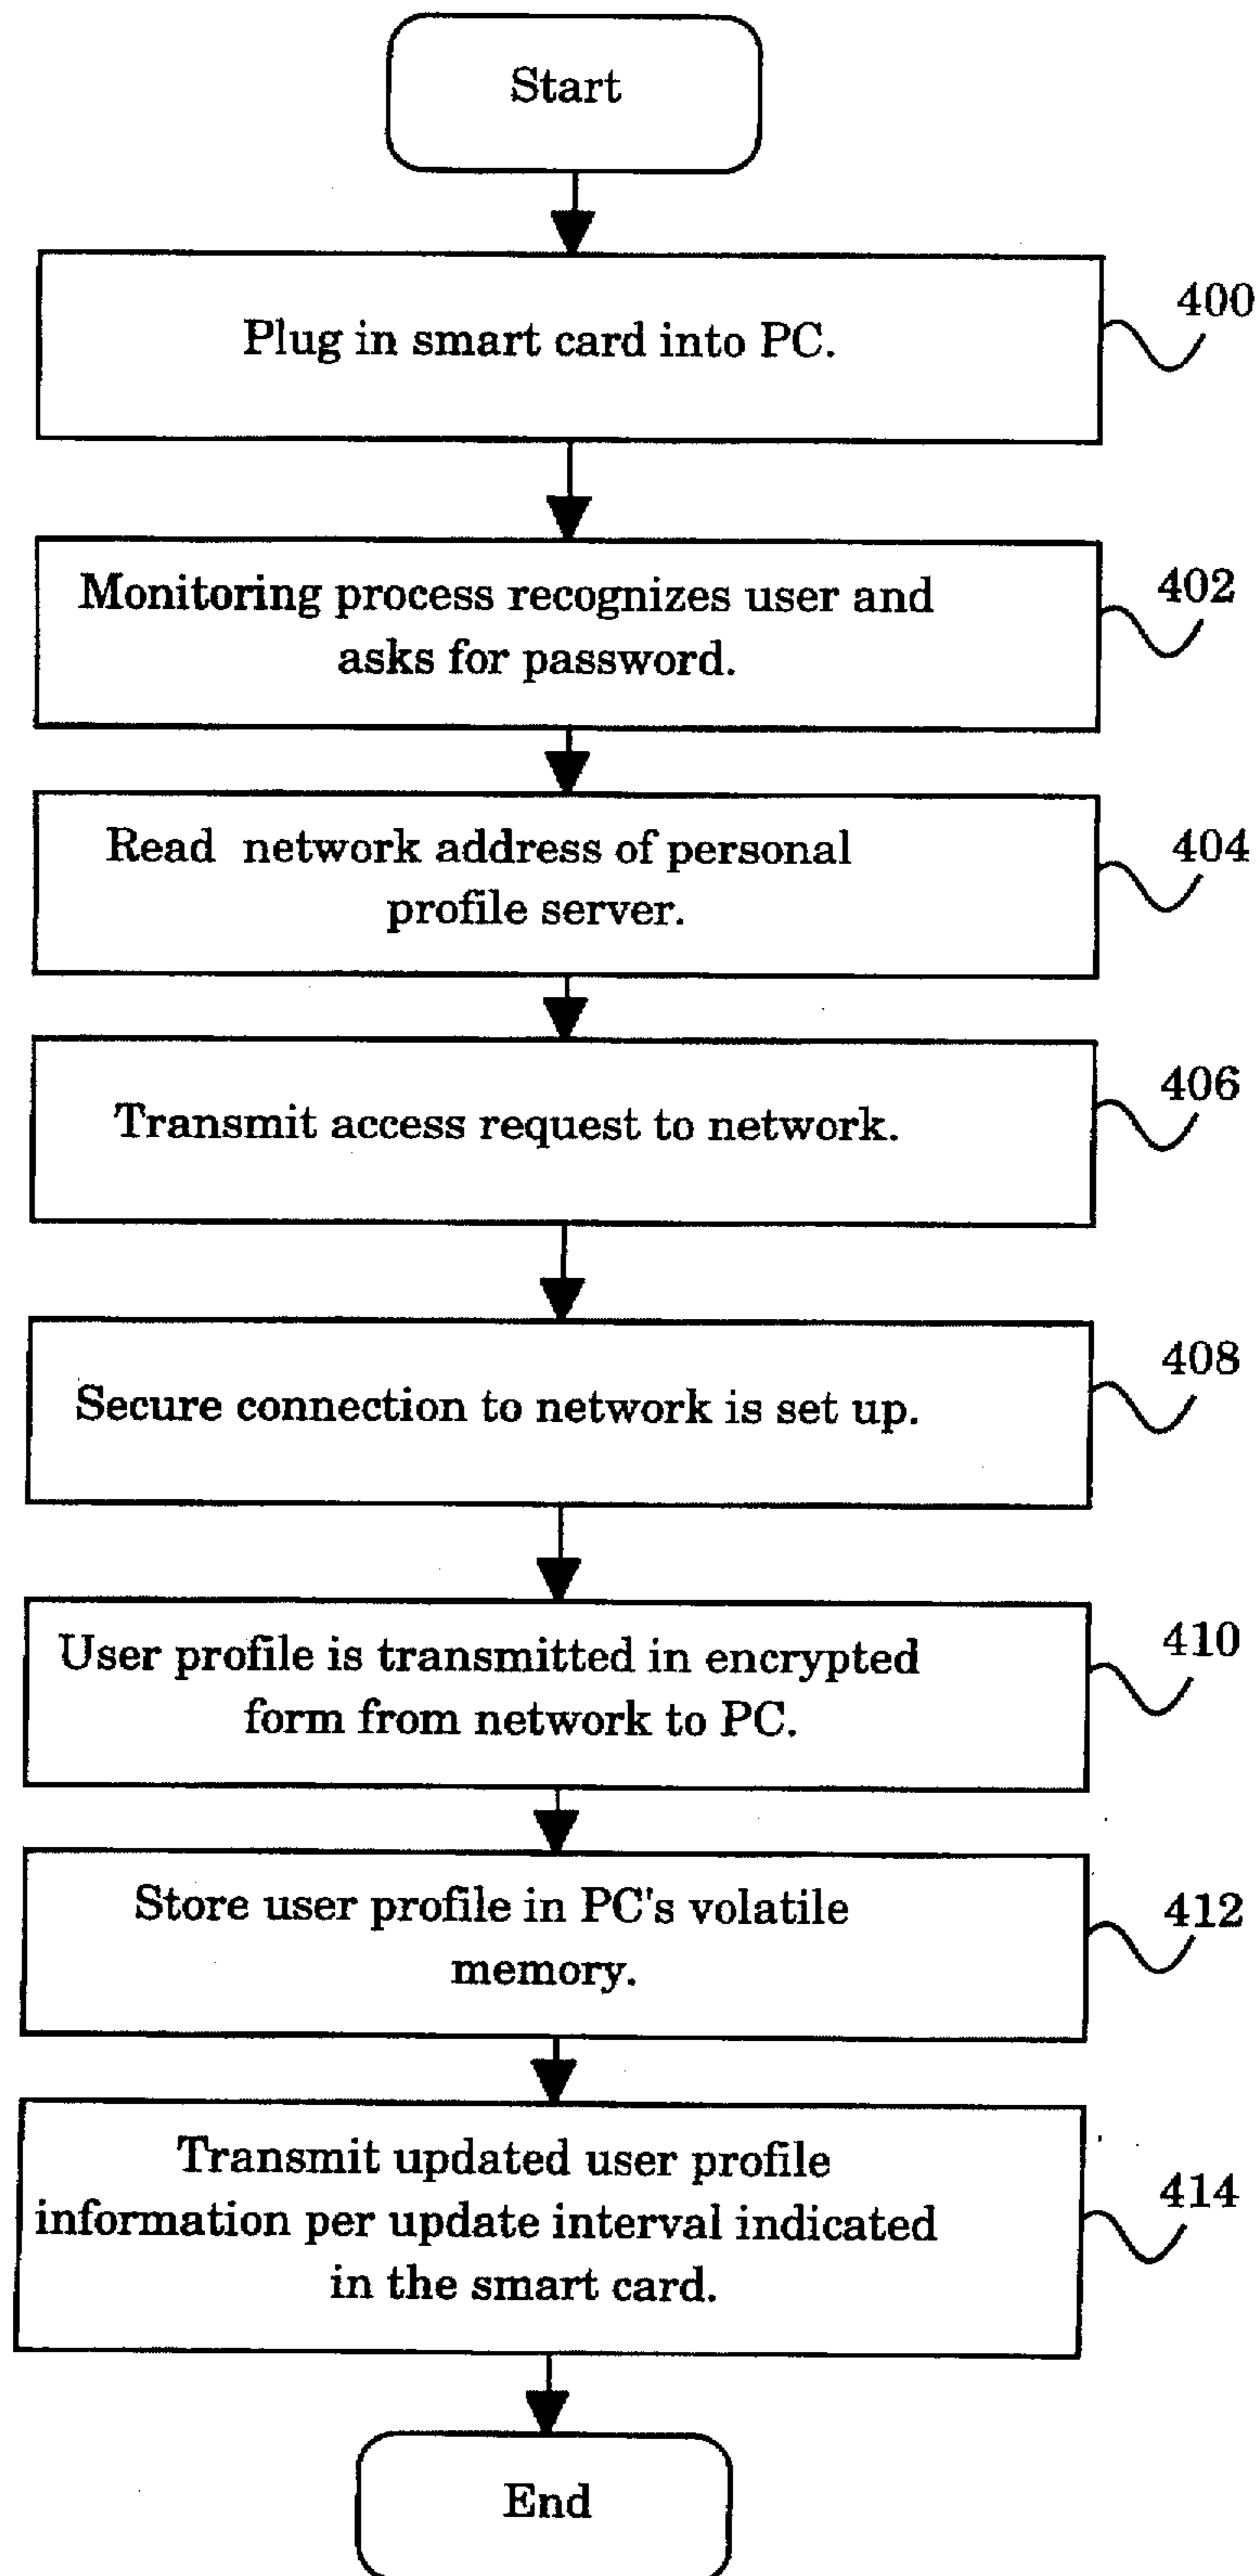 Start
Plug in smart card into PC.
400
Monitoring process recognizes user and
asks for password.
402
Read network address of personal
profile server.
404
Transmit access request to network.
406
Secure connection to network is set up.
408
User profile is transmitted in encrypted
form from network to PC.
410
Store user profile in PC's volatile
memory.
412
Transmit updated user profile
information per update interval indicated
in the smart card.
414
End